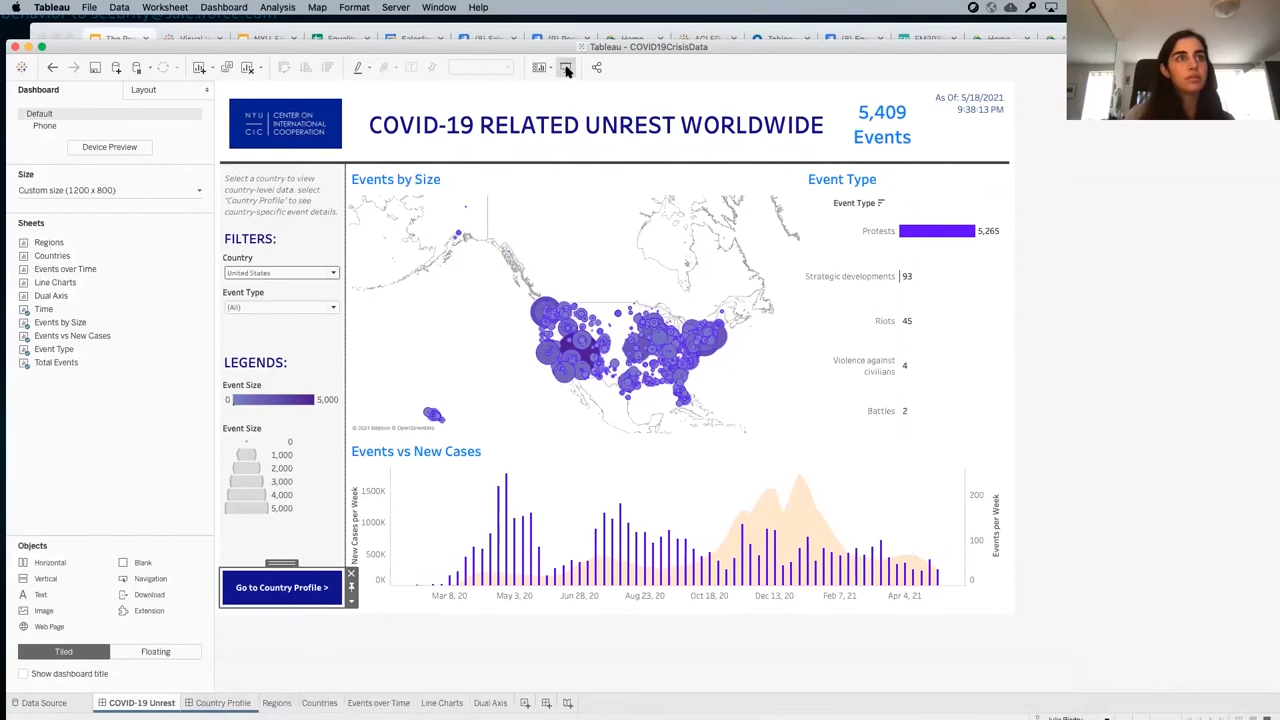 behavior to security@salesforce.com
Tableau File Data Worksheet Dashboard Analysis Map Format Server Window Help
Tableau - COVID19CrisisData
Dashboard Layout
Default
Phone
Device Preview
Size
Custom size (1200 x 800)
Sheets
Regions
Countries
Events over Time
Line Charts
Dual Axis
Time
Events by Size
Events vs New Cases
Event Type
Total Events
Objects
Horizontal Blank
Vertical Navigation
Text Download
Image Extension
Web Page
Tiled Floating
Show dashboard title
NYU CENTER ON
CIC INTERNATIONAL
COOPERATION
COVID-19 RELATED UNREST WORLDWIDE
5,409
Events
As Of: 5/18/2021
9:38:13 PM
Select a country to view
country-level data. select
'Country Profile' to see
country-specific event details.
FILTERS:
Country
United States
Event Type
(All)
LEGENDS:
Event Size
0 5,000
Event Size
0
1,000
2,000
3,000
4,000
5,000
Go to Country Profile >
Events by Size
© 2021 Mapbox © OpenStreetMap
Event Type
Event Type
Protests 5,265
Strategic developments 93
Riots 45
Violence against
civilians 4
Battles 2
Events vs New Cases
New Cases per Week
1500K
1000K
500K
0K
200
100
0
Events per Week
Mar 8, 20 May 3, 20 Jun 28, 20 Aug 23, 20 Oct 18, 20 Dec 13, 20 Feb 7, 21 Apr 4, 21
Data Source COVID-19 Unrest Country Profile Regions Countries Events over Time Line Charts Dual Axis